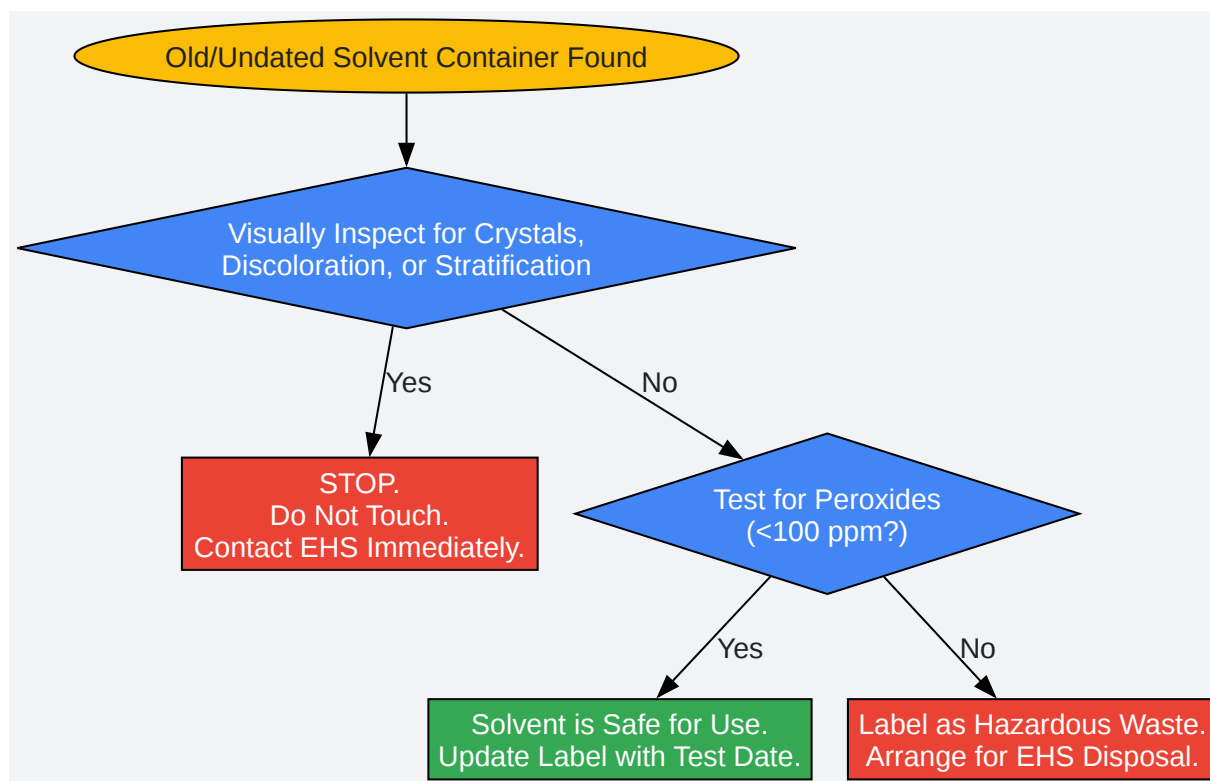 Old/Undated Solvent Container Found
Visually Inspect for Crystals,
Discoloration, or Stratification
Yes
No
STOP.
Do Not Touch.
Contact EHS Immediately.
Test for Peroxides
(<100 ppm?)
Yes
No
Solvent is Safe for Use.
Update Label with Test Date.
Label as Hazardous Waste.
Arrange for EHS Disposal.